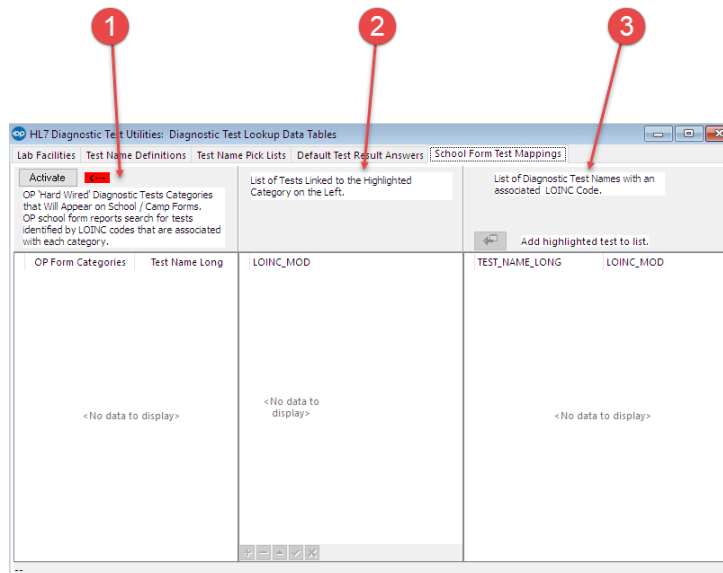 1 2 3
op HL7 Diagnostic Test Utilities: Diagnostic Test Lookup Data Tables
Lab Facilities Test Name Definitions Test Name Pick Lists Default Test Result Answers School Form Test Mappings
Activate <---
OP 'Hard Wired' Diagnostic Tests Categories
that Will Appear on School / Camp Forms.
OP school form reports search for tests
identified by LOINC codes that are associated
with each category.
List of Tests Linked to the Highlighted
Category on the Left.
List of Diagnostic Test Names with an
associated LOINC Code.
Add highlighted test to list.
OP Form Categories Test Name Long
LOINC_MOD
TEST_NAME_LONG LOINC_MOD
<No data to display>
<No data to
display>
<No data to display>
--